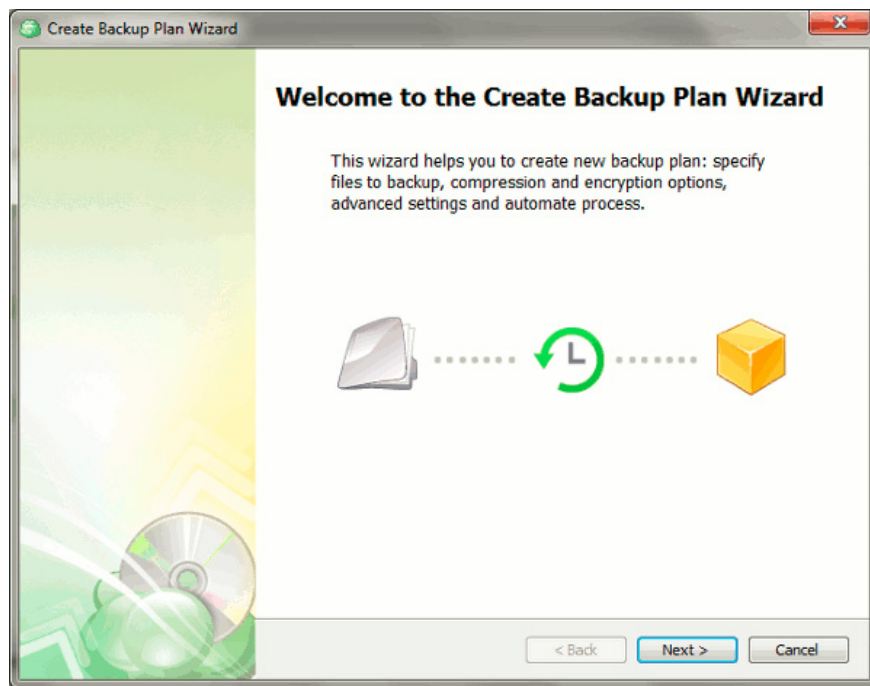 Create Backup Plan Wizard
Welcome to the Create Backup Plan Wizard
This wizard helps you to create new backup plan: specify
files to backup, compression and encryption options,
advanced settings and automate process.
< Back Next > Cancel